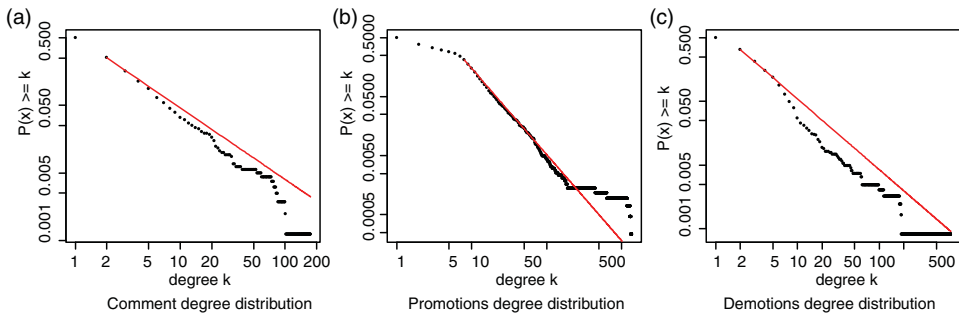 (a)
P(x) >= k
0.500
0.050
0.005
0.001
1 2 5 10 20 50 100 200
degree k
Comment degree distribution
(b)
P(x) >= k
0.5000
0.0500
0.0050
0.0005
1 5 10 50 100 500
degree k
Promotions degree distribution
(c)
P(x) >= k
0.500
0.050
0.005
0.001
1 2 5 10 20 50 100 500
degree k
Demotions degree distribution